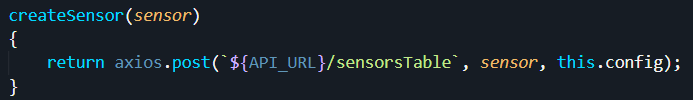 createSensor(sensor)
{
    return axios.post(`${API_URL}/sensorsTable`, sensor, this.config);
}